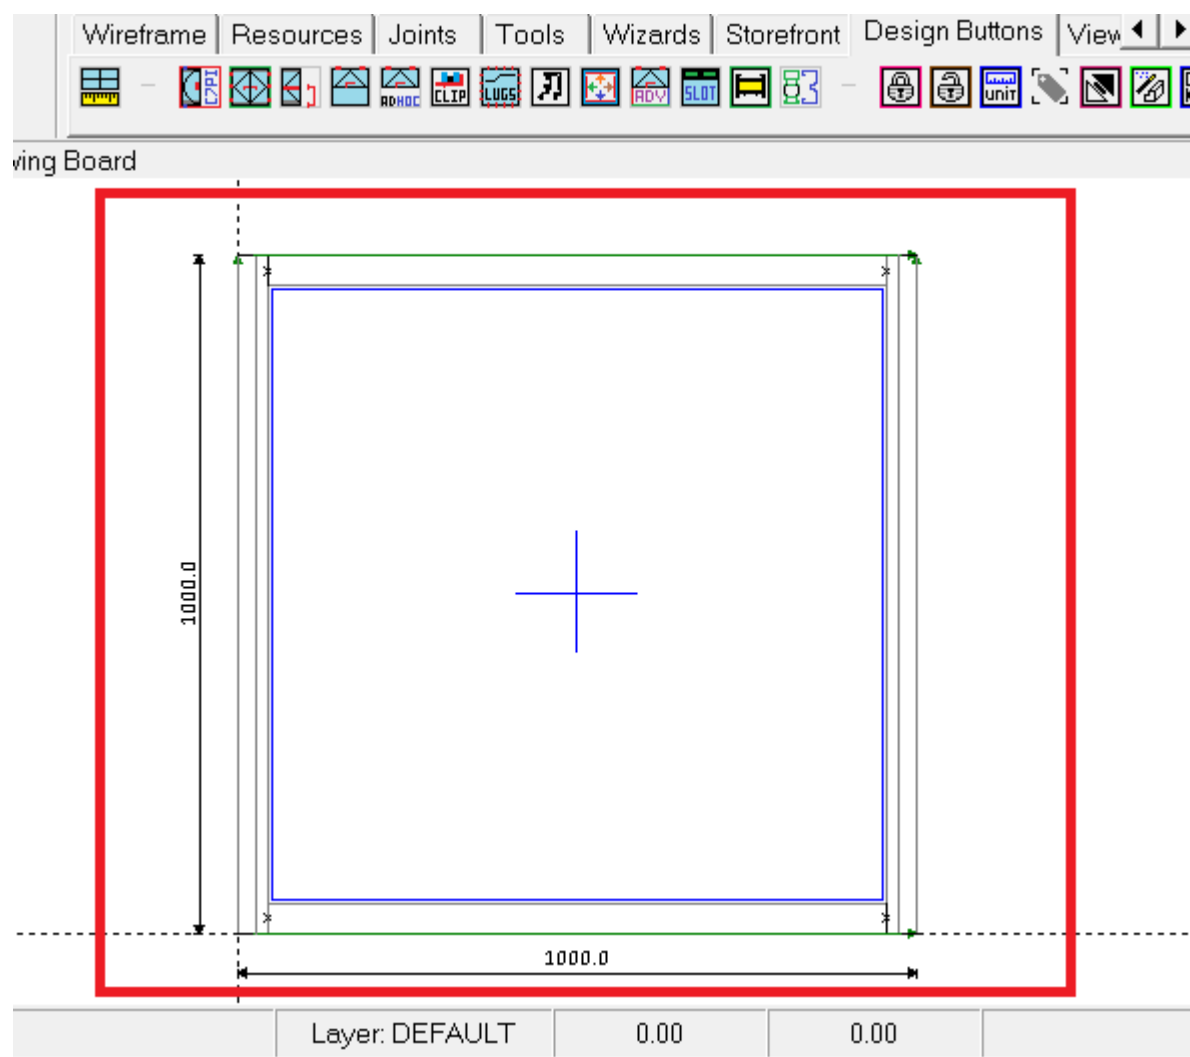 Wireframe Resources Joints Tools Wizards Storefront Design Buttons View
CPI ADHOC CLIP LUGS ADV SLOT UNIT
wing Board
1000.0
1000.0
Layer: DEFAULT 0.00 0.00